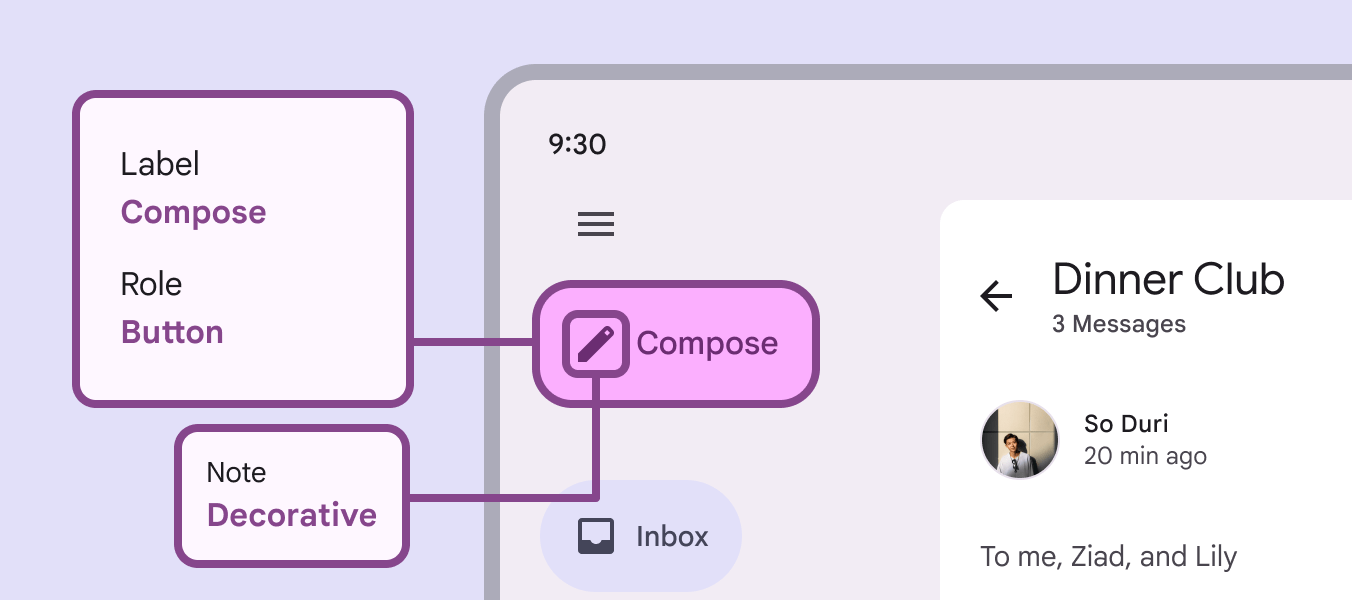 Label
Compose
Role
Button
Note
Decorative
9:30
Compose
Inbox
Dinner Club
3 Messages
So Duri
20 min ago
To me, Ziad, and Lily